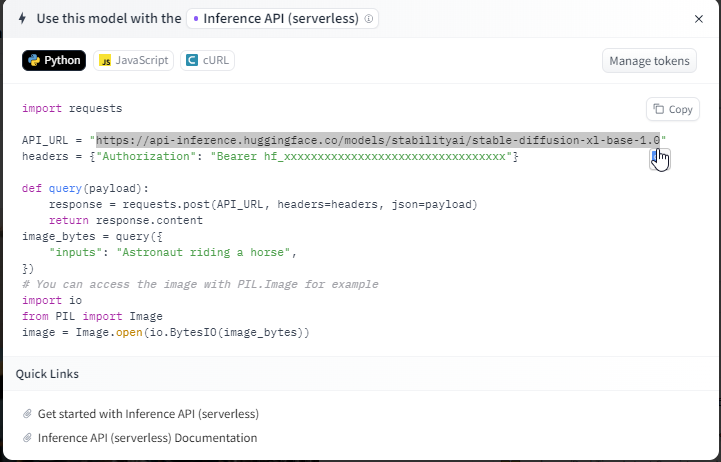 Use this model with the Inference API (serverless)
Python JavaScript cURL Manage tokens
Copy
import requests
API_URL = "https://api-inference.huggingface.co/models/stabilityai/stable-diffusion-xl-base-1.0"
headers = {"Authorization": "Bearer hf_xxxxxxxxxxxxxxxxxxxxxxxxxxxxxxxxxx"}
def query(payload):
    response = requests.post(API_URL, headers=headers, json=payload)
    return response.content
image_bytes = query({
    "inputs": "Astronaut riding a horse",
})
# You can access the image with PIL.Image for example
import io
from PIL import Image
image = Image.open(io.BytesIO(image_bytes))
Quick Links
Get started with Inference API (serverless)
Inference API (serverless) Documentation